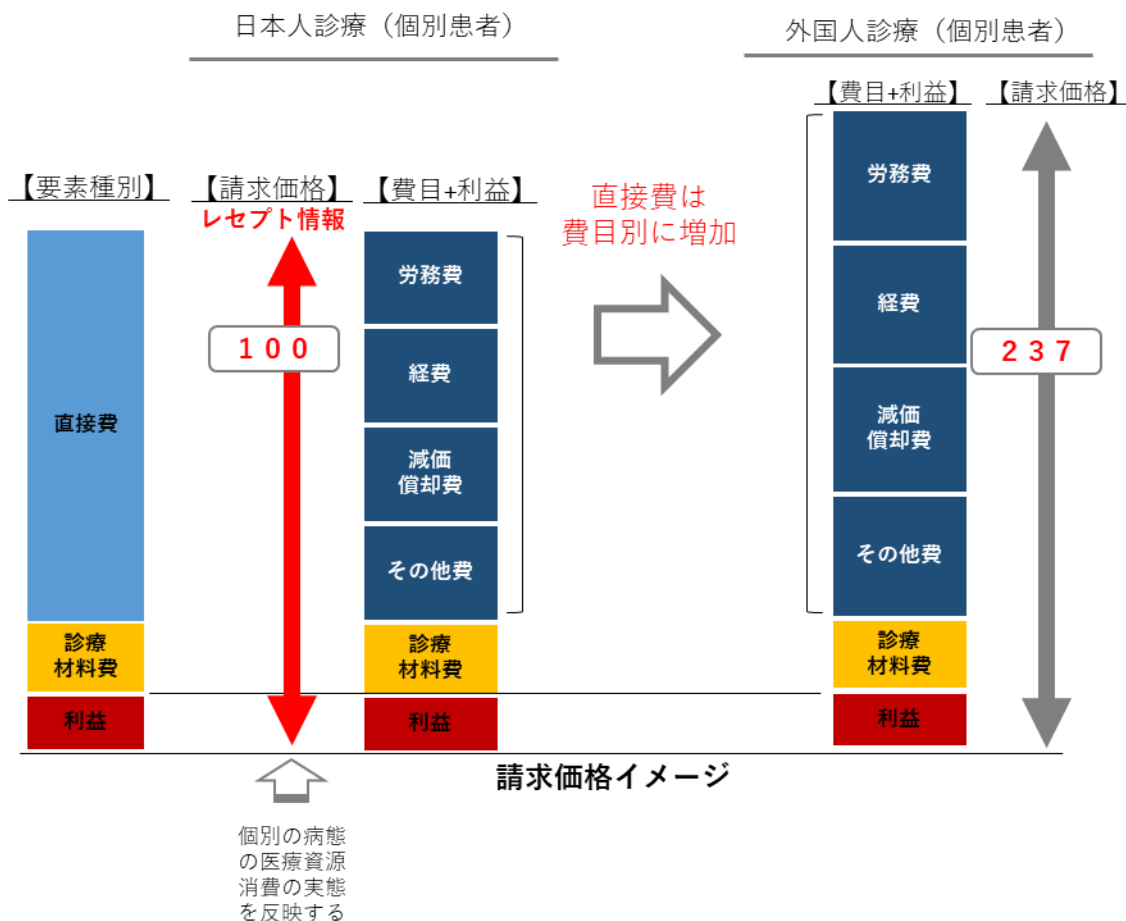 日本人診療（個別患者）
外国人診療（個別患者）
【要素種別】
【請求価格】
レセプト情報
【費目+利益】
直接費は
費目別に増加
【費目+利益】
【請求価格】
直接費
診療
材料費
利益
１００
労務費
経費
減価
償却費
その他費
診療
材料費
利益
労務費
経費
減価
償却費
その他費
診療
材料費
利益
２３７
請求価格イメージ
個別の病態
の医療資源
消費の実態
を反映する